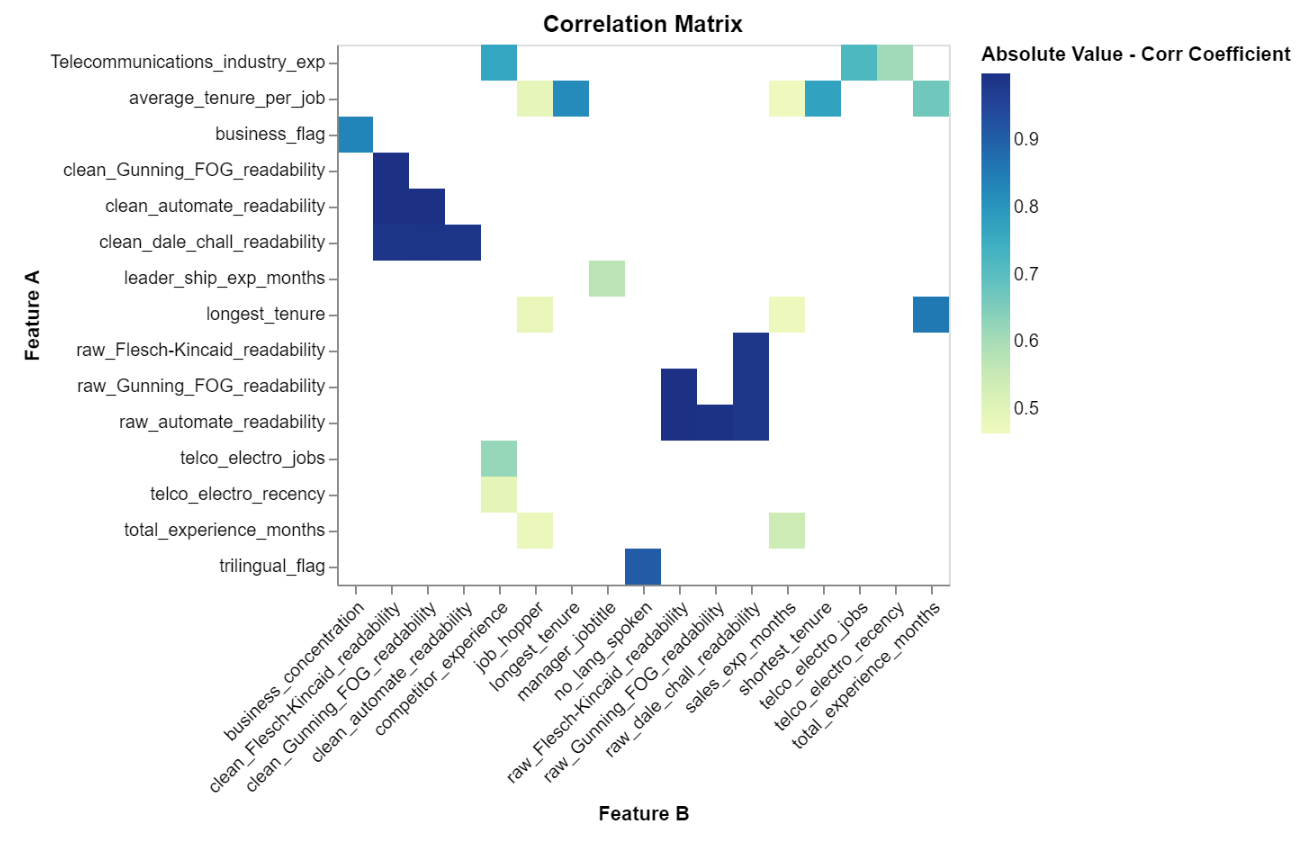 Correlation Matrix
Absolute Value - Corr Coefficient
Telecommunications_industry_exp
average_tenure_per_job
business_flag
clean_Gunning_FOG_readability
clean_automate_readability
clean_dale_chall_readability
leader_ship_exp_months
longest_tenure
raw_Flesch-Kincaid_readability
raw_Gunning_FOG_readability
raw_automate_readability
telco_electro_jobs
telco_electro_recency
total_experience_months
trilingual_flag
Feature A
0.9
0.8
0.7
0.6
0.5
business_concentration
clean_Flesch-Kincaid_readability
clean_Gunning_FOG_readability
clean_automate_readability
competitor_experience
job_hopper
longest_tenure
manager_jobtitle
no_lang_spoken
raw_Flesch-Kincaid_readability
raw_Gunning_FOG_readability
raw_dale_chall_readability
sales_exp_months
shortest_tenure
telco_electro_jobs
telco_electro_recency
total_experience_months
Feature B